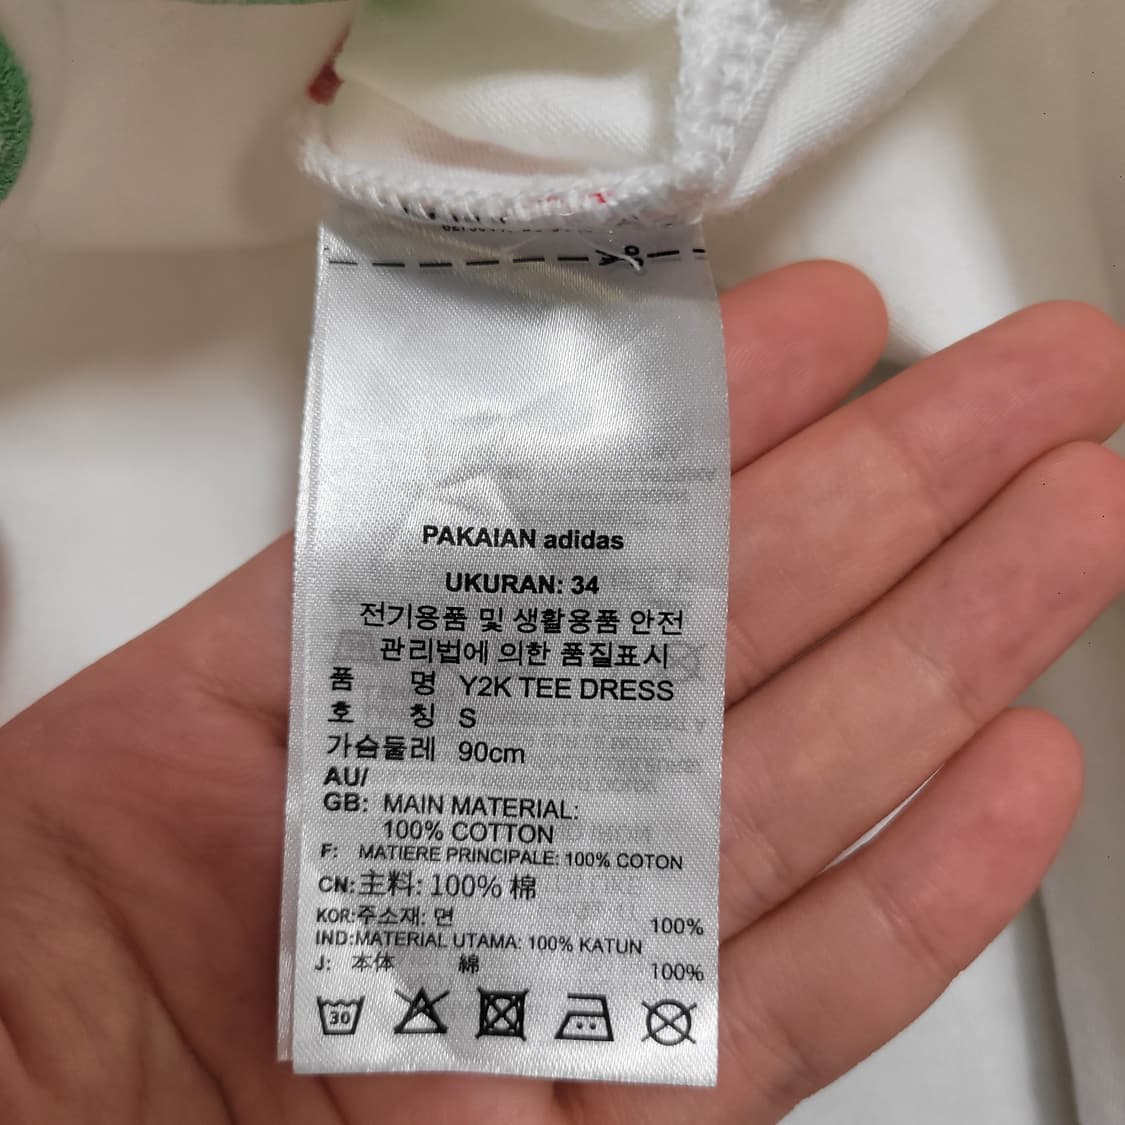 PAKAIAN adidas
UKURAN: 34
전기용품 및 생활용품 안전
관리법에 의한 품질표시
품 명 Y2K TEE DRESS
호 칭 S
가슴둘레 90cm
AU/
GB: MAIN MATERIAL:
100% COTTON
F: MATIERE PRINCIPALE: 100% COTON
CN: 主料: 100% 棉
KOR:주소재: 면 100%
IND:MATERIAL UTAMA: 100% KATUN
J: 本体 綿 100%
30